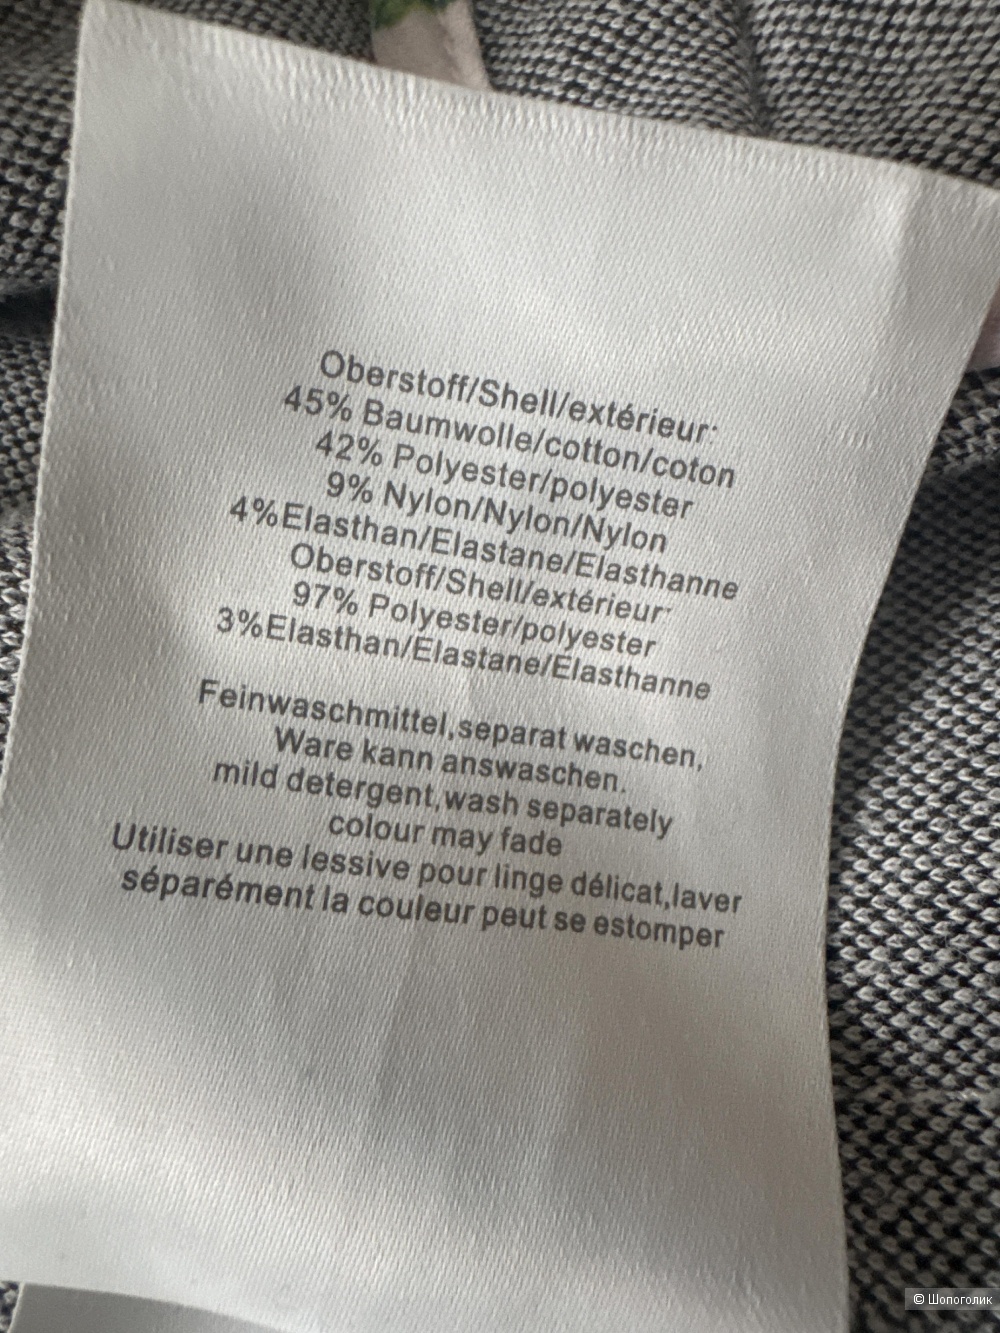 Oberstoff/Shell/extérieur:
45% Baumwolle/cotton/coton
42% Polyester/polyester
9% Nylon/Nylon/Nylon
4%Elasthan/Elastane/Elasthanne
Oberstoff/Shell/extérieur:
97% Polyester/polyester
3%Elasthan/Elastane/Elasthanne
Feinwaschmittel,separat waschen,
Ware kann answaschen.
mild detergent,wash separately
colour may fade
Utiliser une lessive pour linge délicat,laver
séparément la couleur peut se estomper
© Шопоголик